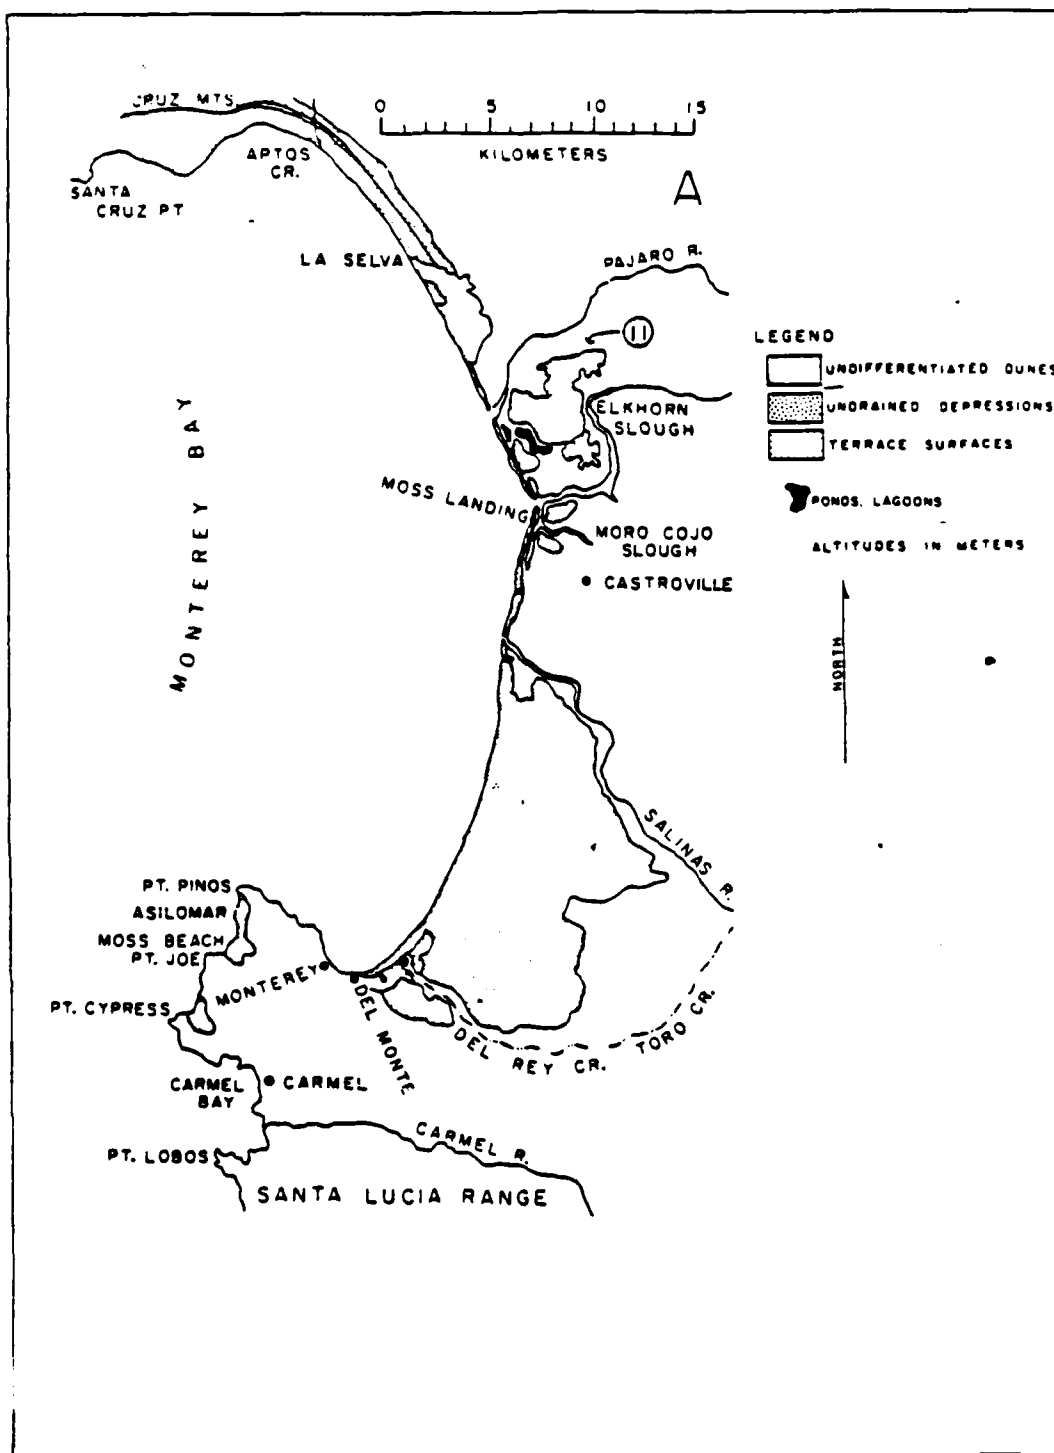 CRUZ MTS.
0 5 10 15
KILOMETERS
A
APTOS
CR.
SANTA
CRUZ PT
LA SELVA
PAJARO R.
11
LEGEND
UNDIFFERENTIATED DUNES
UNDRAINED DEPRESSIONS
TERRACE SURFACES
PONDS, LAGOONS
ALTITUDES IN METERS
NORTH
ELKHORN
SLOUGH
MONTEREY BAY
MOSS LANDING
MORO COJO
SLOUGH
CASTROVILLE
SALINAS R.
PT. PINOS
ASILOMAR
MOSS BEACH
PT. JOE
MONTEREY
PT. CYPRESS
DEL MONTE
DEL REY CR.
TORO CR.
CARMEL
BAY
CARMEL
CARMEL R.
PT. LOBOS
SANTA LUCIA RANGE